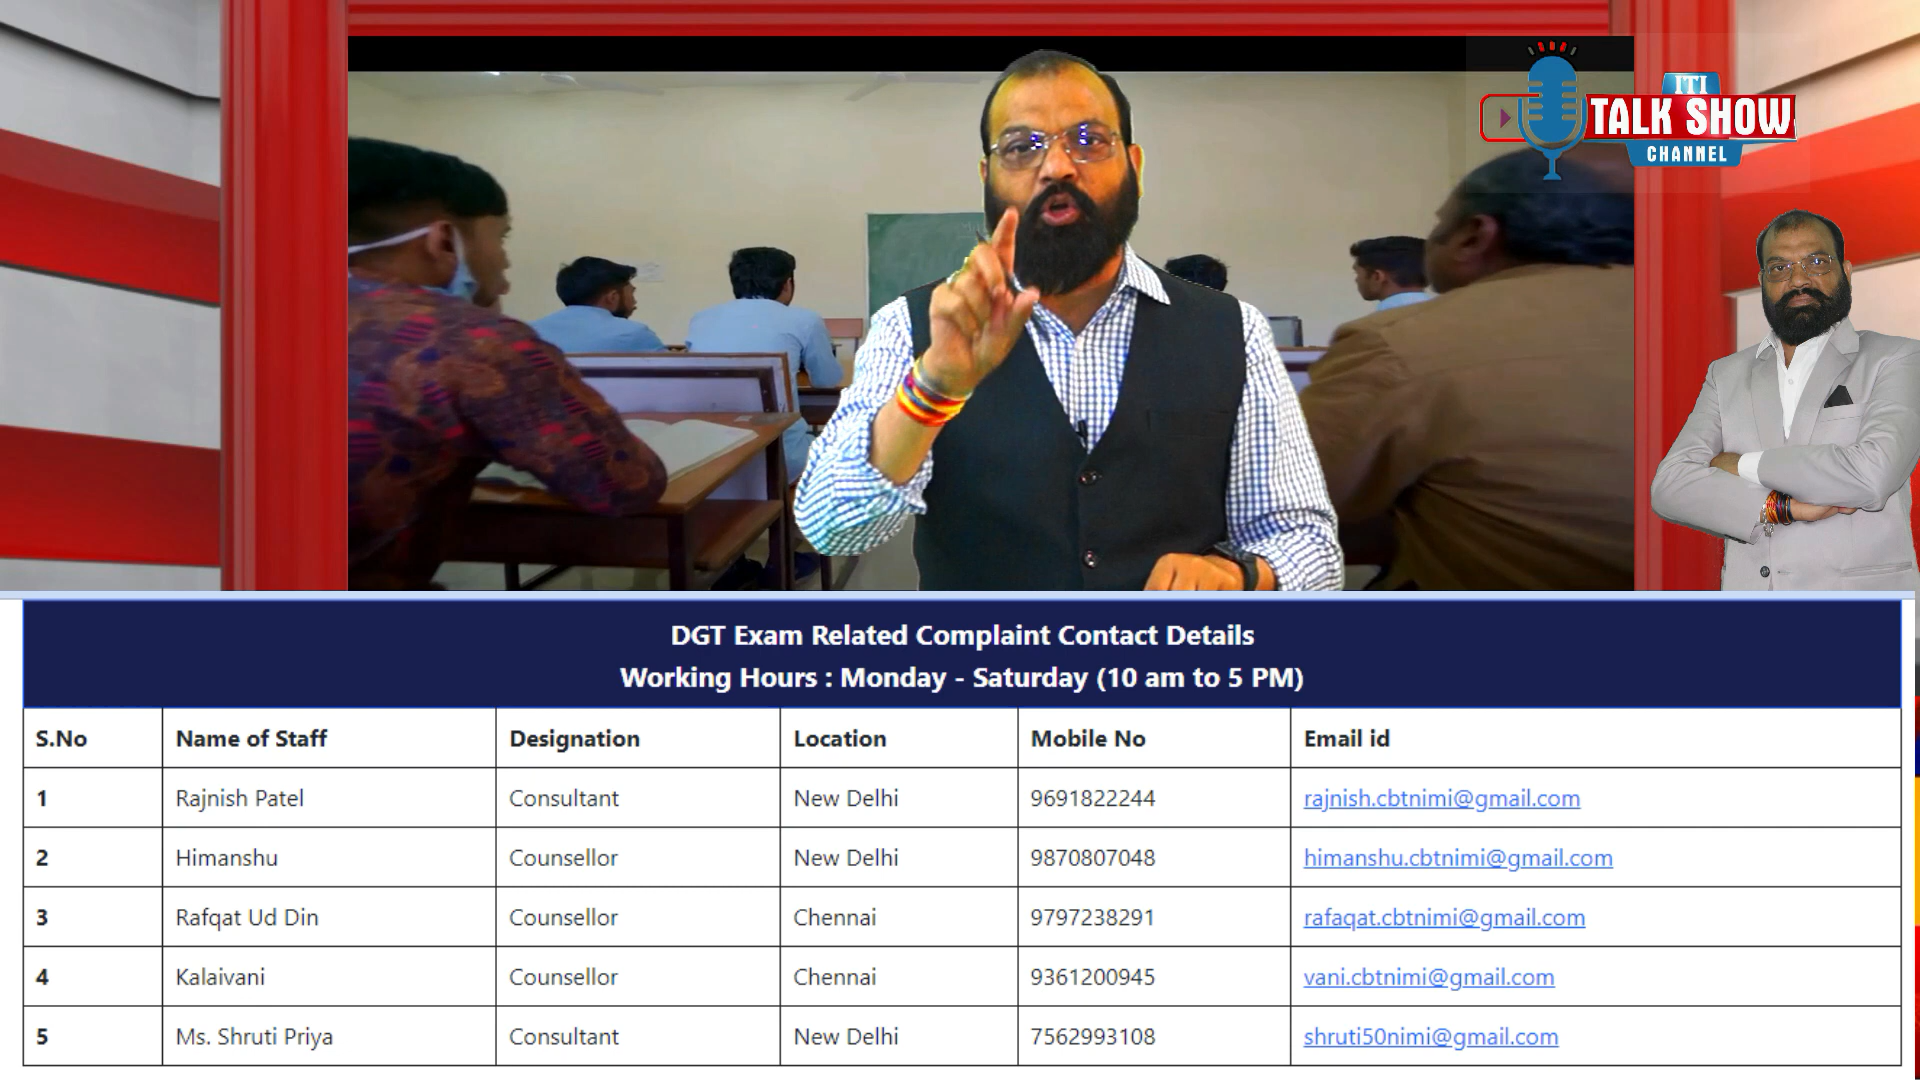 ITI
TALK SHOW
CHANNEL
DGT Exam Related Complaint Contact Details
Working Hours : Monday - Saturday (10 am to 5 PM)
S.No Name of Staff Designation Location Mobile No Email id
1 Rajnish Patel Consultant New Delhi 9691822244 rajnish.cbtnimi@gmail.com
2 Himanshu Counsellor New Delhi 9870807048 himanshu.cbtnimi@gmail.com
3 Rafqat Ud Din Counsellor Chennai 9797238291 rafaqat.cbtnimi@gmail.com
4 Kalaivani Counsellor Chennai 9361200945 vani.cbtnimi@gmail.com
5 Ms. Shruti Priya Consultant New Delhi 7562993108 shruti50nimi@gmail.com